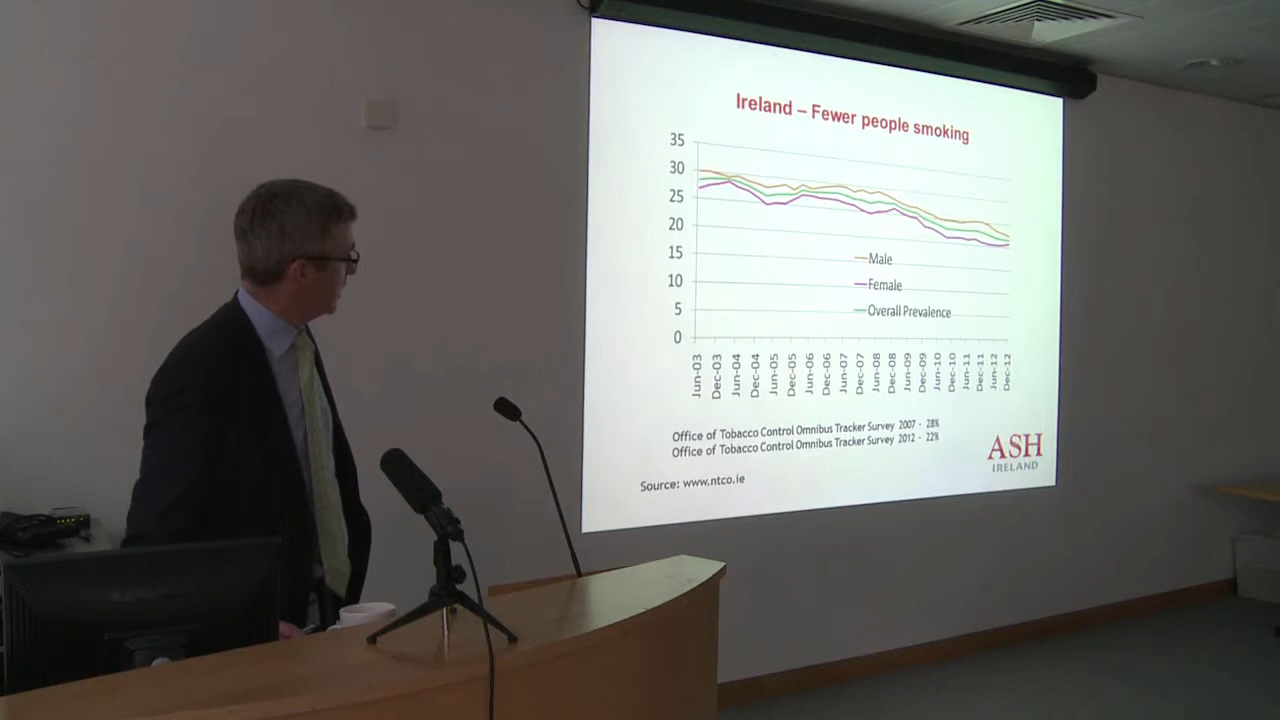 Ireland – Fewer people smoking
35
30
25
20
15
10
5
0
Male
Female
Overall Prevalence
Jun-03
Dec-03
Jun-04
Dec-04
Jun-05
Dec-05
Jun-06
Dec-06
Jun-07
Dec-07
Jun-08
Dec-08
Jun-09
Dec-09
Jun-10
Dec-10
Jun-11
Dec-11
Jun-12
Dec-12
Office of Tobacco Control Omnibus Tracker Survey 2007 - 28%
Office of Tobacco Control Omnibus Tracker Survey 2012 - 22%
ASH
IRELAND
Source: www.ntco.ie